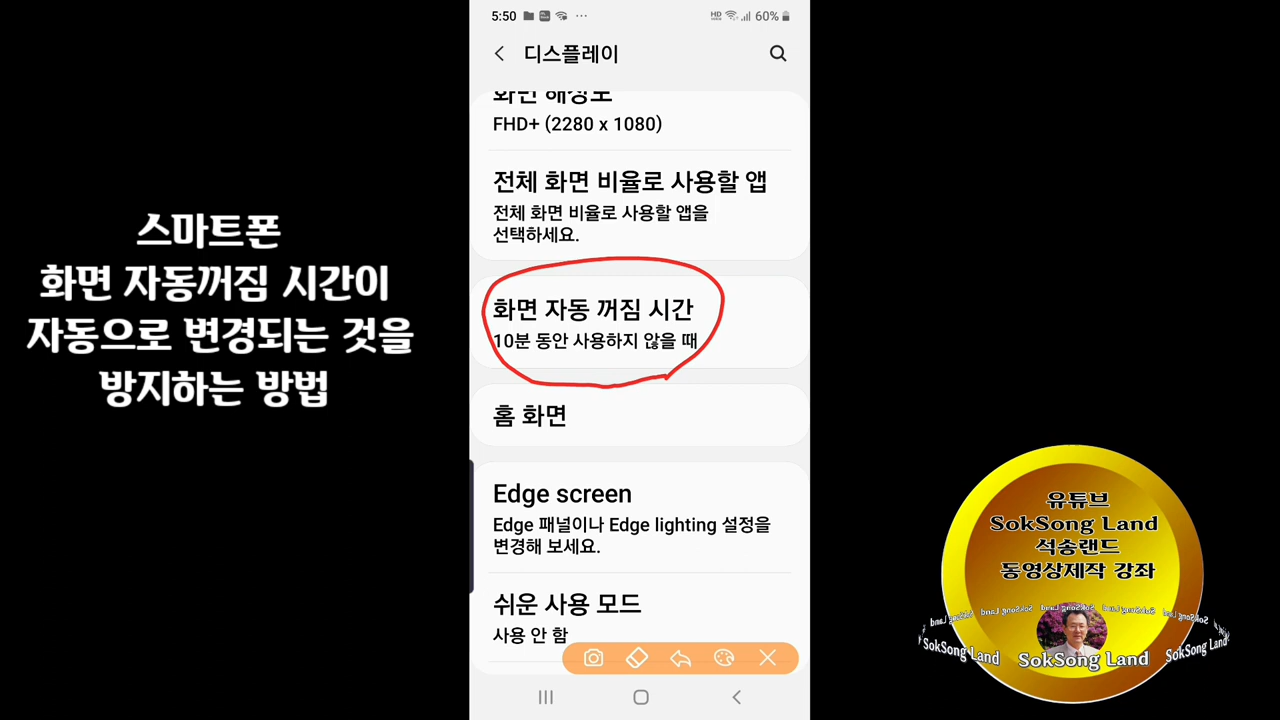 스마트폰
화면 자동꺼짐 시간이
자동으로 변경되는 것을
방지하는 방법
5:50
HD
60%
디스플레이
화면 해상도
FHD+ (2280 x 1080)
전체 화면 비율로 사용할 앱
전체 화면 비율로 사용할 앱을
선택하세요.
화면 자동 꺼짐 시간
10분 동안 사용하지 않을 때
홈 화면
Edge screen
Edge 패널이나 Edge lighting 설정을
변경해 보세요.
쉬운 사용 모드
사용 안 함
유튜브
SokSong Land
석송랜드
동영상제작 강좌
SokSong Land
SokSong Land
SokSong Land